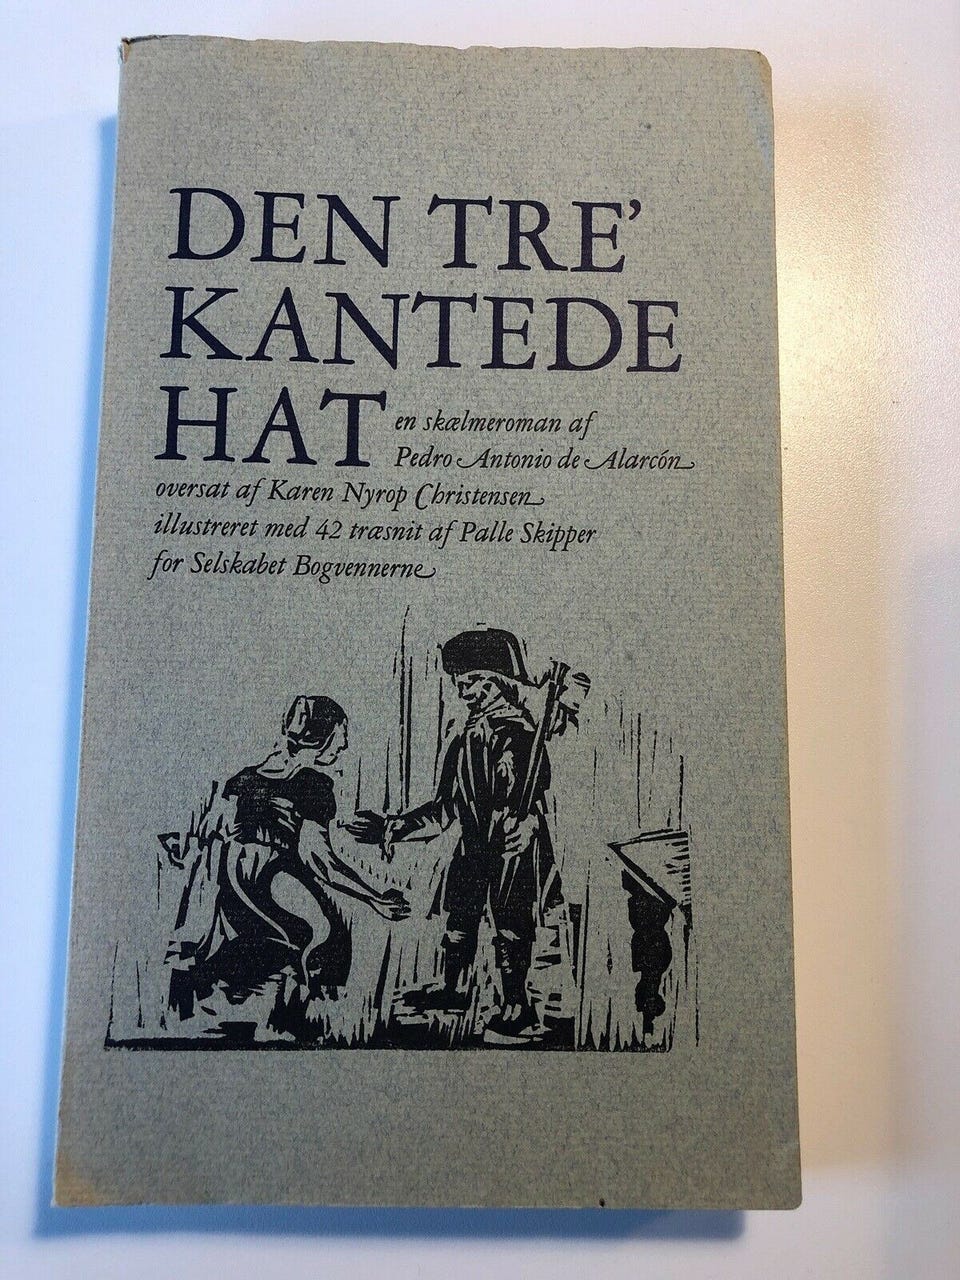 DEN TRE’
KANTEDE
HAT en skælmeroman af
Pedro Antonio de Alarcón
oversat af Karen Nyrop Christensen
illustreret med 42 træsnit af Palle Skipper
for Selskabet Bogvennerne